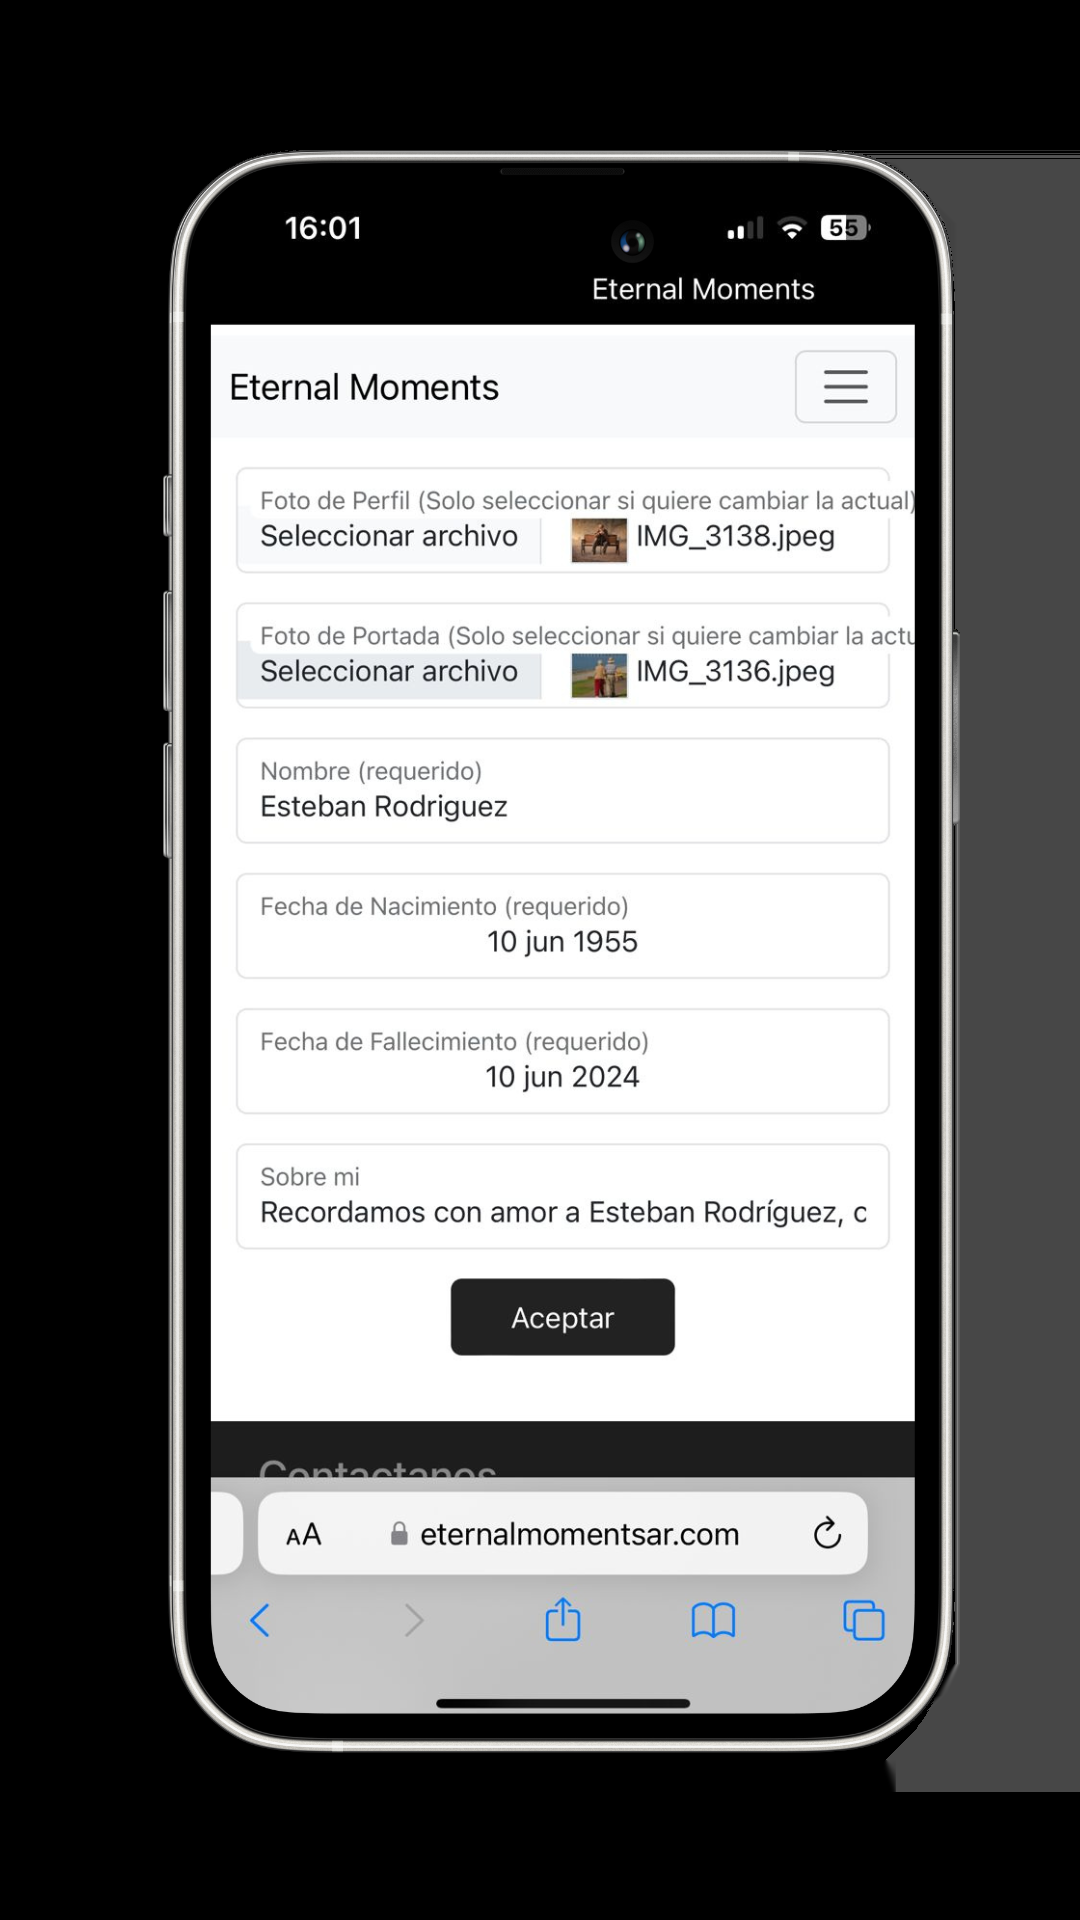 16:01
55
Eternal Moments
Eternal Moments
Foto de Perfil (Solo seleccionar si quiere cambiar la actual)
Seleccionar archivo IMG_3138.jpeg
Foto de Portada (Solo seleccionar si quiere cambiar la actu
Seleccionar archivo IMG_3136.jpeg
Nombre (requerido)
Esteban Rodriguez
Fecha de Nacimiento (requerido)
10 jun 1955
Fecha de Fallecimiento (requerido)
10 jun 2024
Sobre mi
Recordamos con amor a Esteban Rodríguez, c
Aceptar
Contactanos
AA eternalmomentsar.com